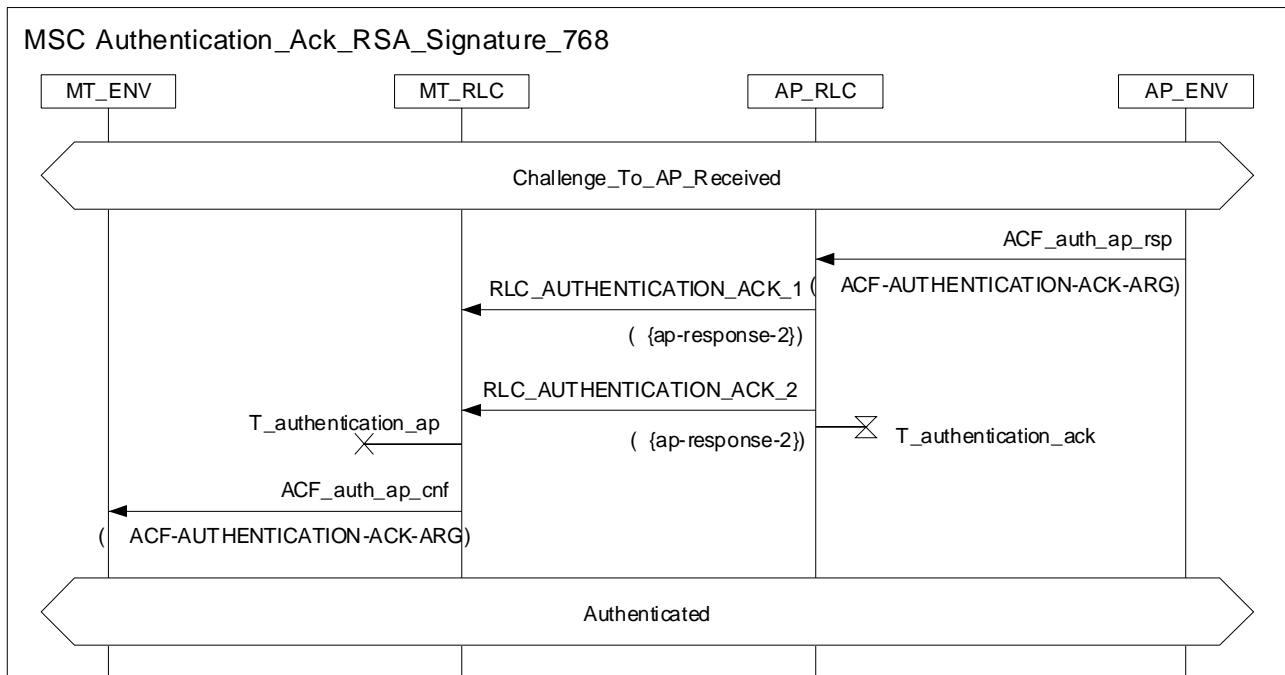 MSC Authentication_Ack_RSA_Signature_768
MT_ENV MT_RLC AP_RLC AP_ENV
Challenge_To_AP_Received
ACF_auth_ap_rsp
( ACF-AUTHENTICATION-ACK-ARG)
RLC_AUTHENTICATION_ACK_1
( {ap-response-2})
RLC_AUTHENTICATION_ACK_2
T_authentication_ap
( {ap-response-2})
T_authentication_ack
ACF_auth_ap_cnf
( ACF-AUTHENTICATION-ACK-ARG)
Authenticated